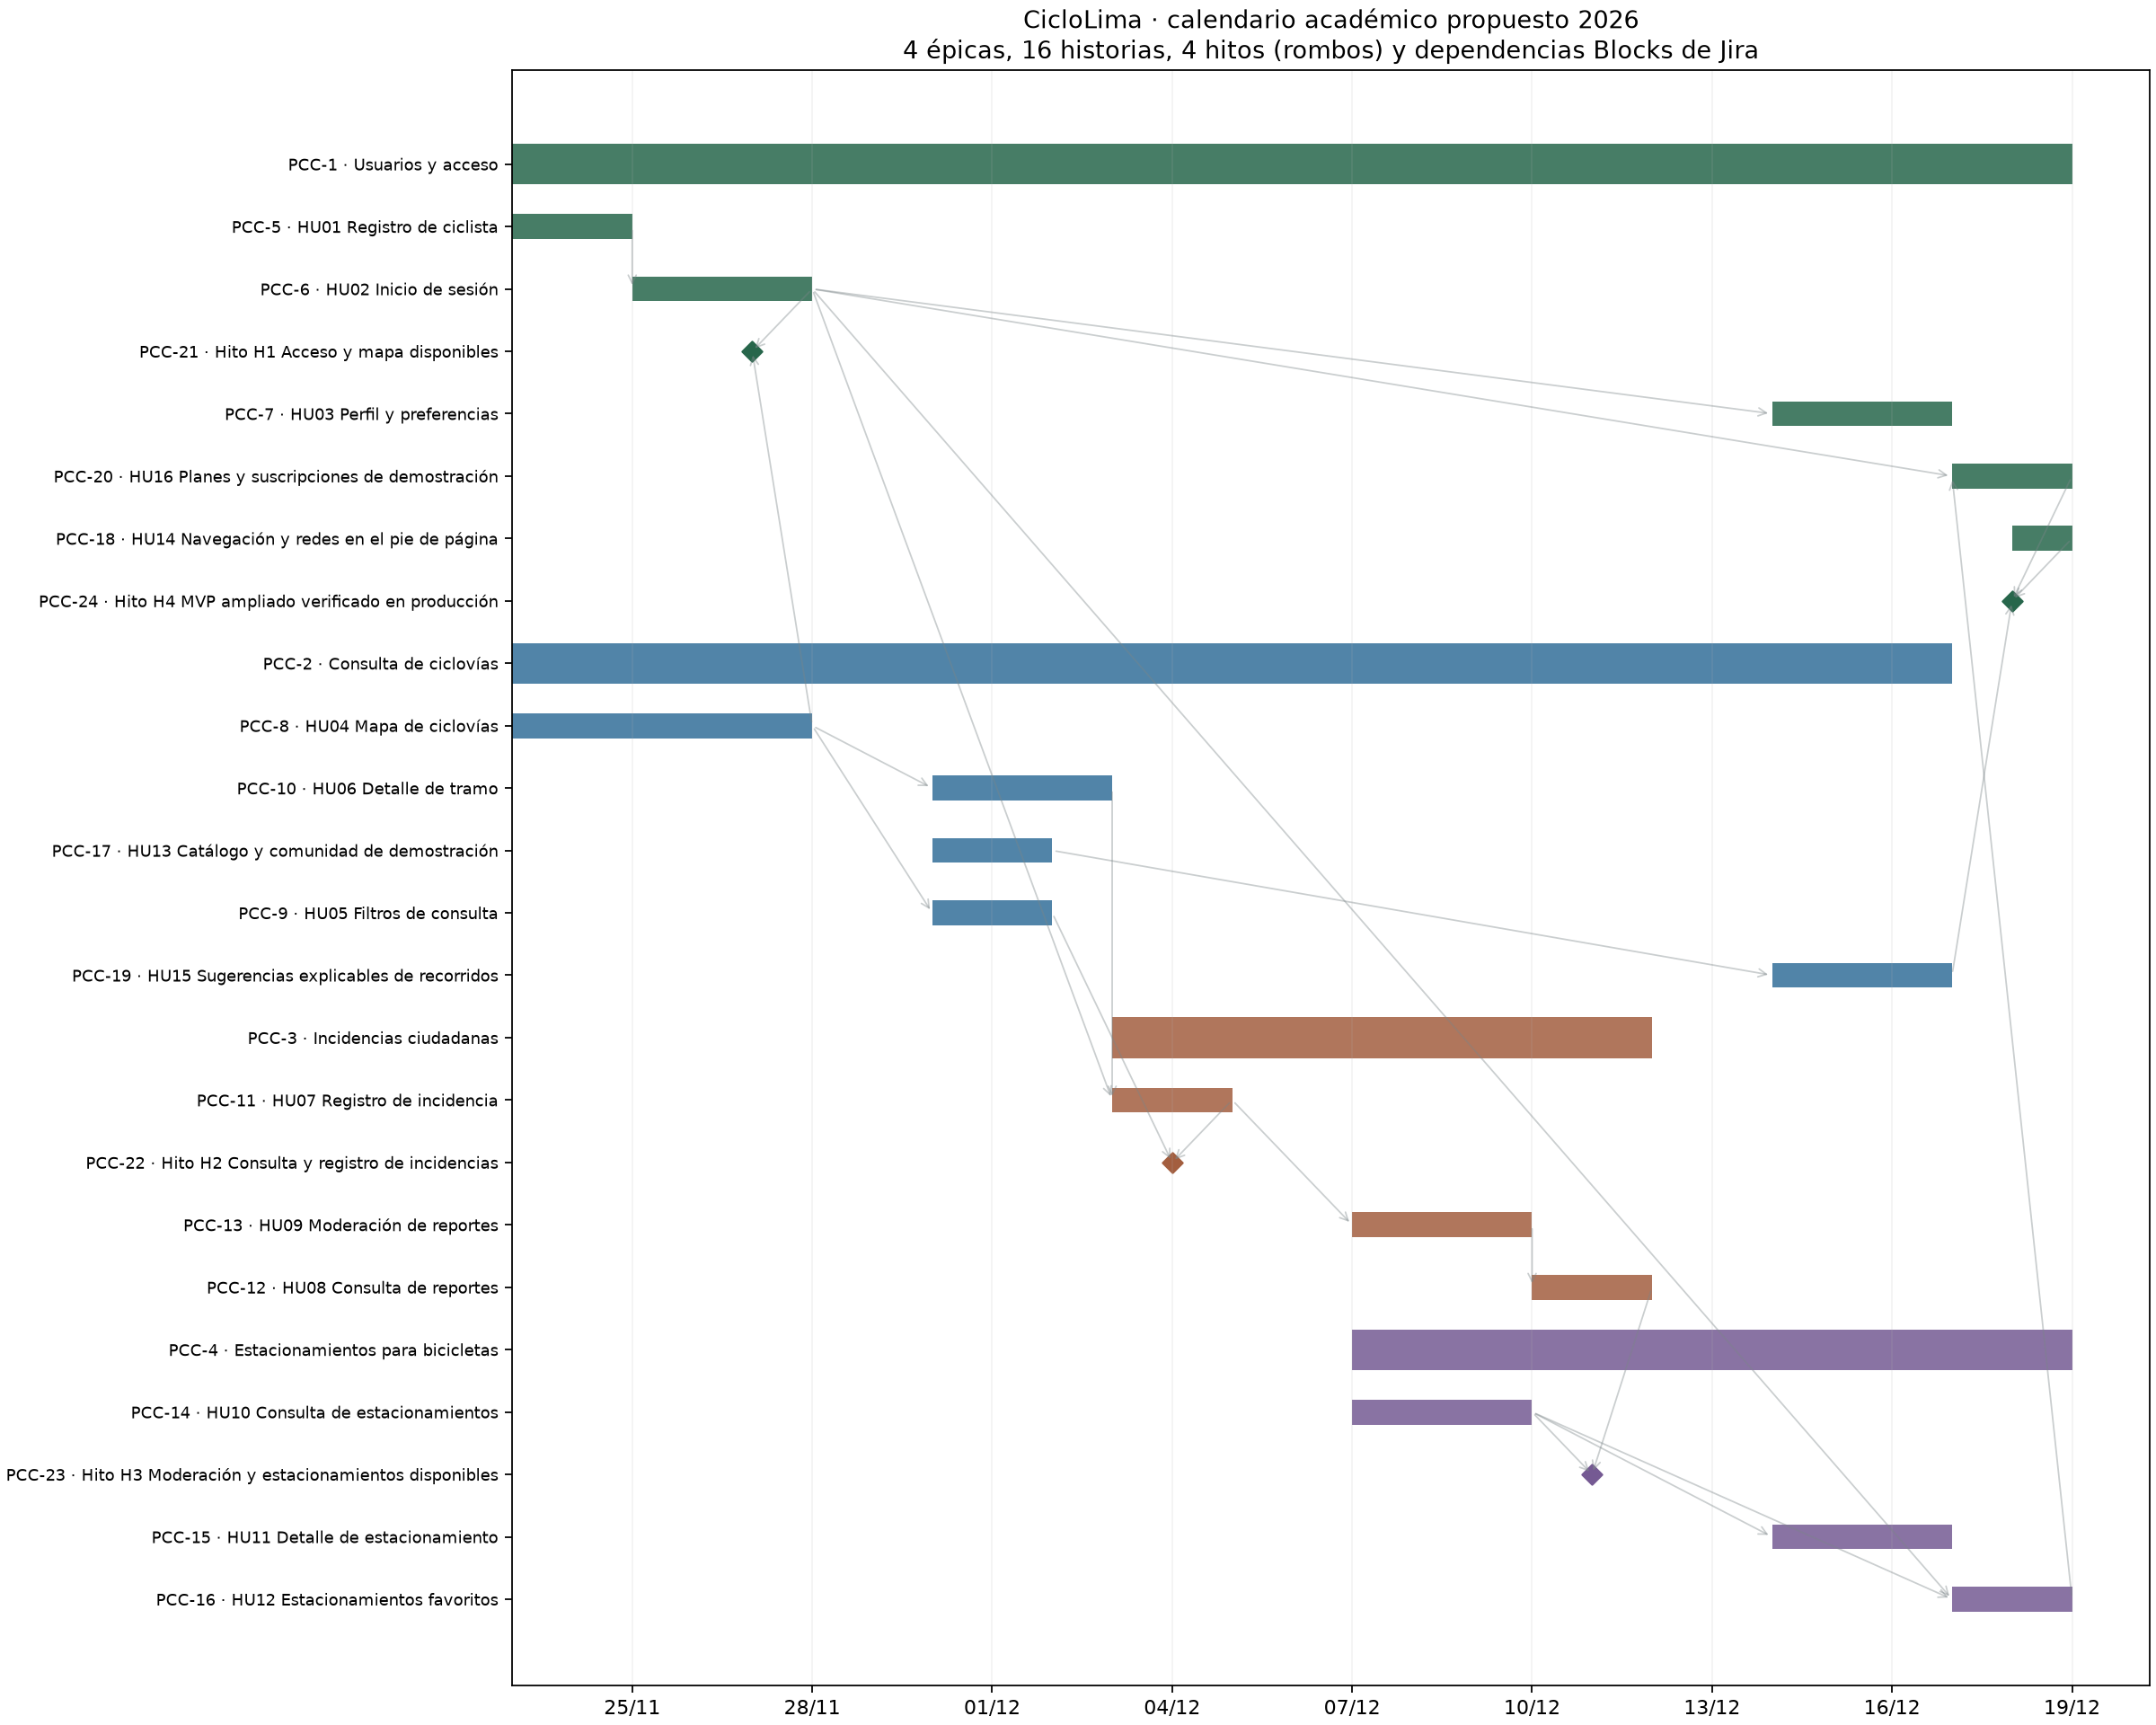 CicloLima · calendario académico propuesto 2026
4 épicas, 16 historias, 4 hitos (rombos) y dependencias Blocks de Jira
PCC-1 · Usuarios y acceso
PCC-5 · HU01 Registro de ciclista
PCC-6 · HU02 Inicio de sesión
PCC-21 · Hito H1 Acceso y mapa disponibles
PCC-7 · HU03 Perfil y preferencias
PCC-20 · HU16 Planes y suscripciones de demostración
PCC-18 · HU14 Navegación y redes en el pie de página
PCC-24 · Hito H4 MVP ampliado verificado en producción
PCC-2 · Consulta de ciclovías
PCC-8 · HU04 Mapa de ciclovías
PCC-10 · HU06 Detalle de tramo
PCC-17 · HU13 Catálogo y comunidad de demostración
PCC-9 · HU05 Filtros de consulta
PCC-19 · HU15 Sugerencias explicables de recorridos
PCC-3 · Incidencias ciudadanas
PCC-11 · HU07 Registro de incidencia
PCC-22 · Hito H2 Consulta y registro de incidencias
PCC-13 · HU09 Moderación de reportes
PCC-12 · HU08 Consulta de reportes
PCC-4 · Estacionamientos para bicicletas
PCC-14 · HU10 Consulta de estacionamientos
PCC-23 · Hito H3 Moderación y estacionamientos disponibles
PCC-15 · HU11 Detalle de estacionamiento
PCC-16 · HU12 Estacionamientos favoritos
25/11 28/11 01/12 04/12 07/12 10/12 13/12 16/12 19/12